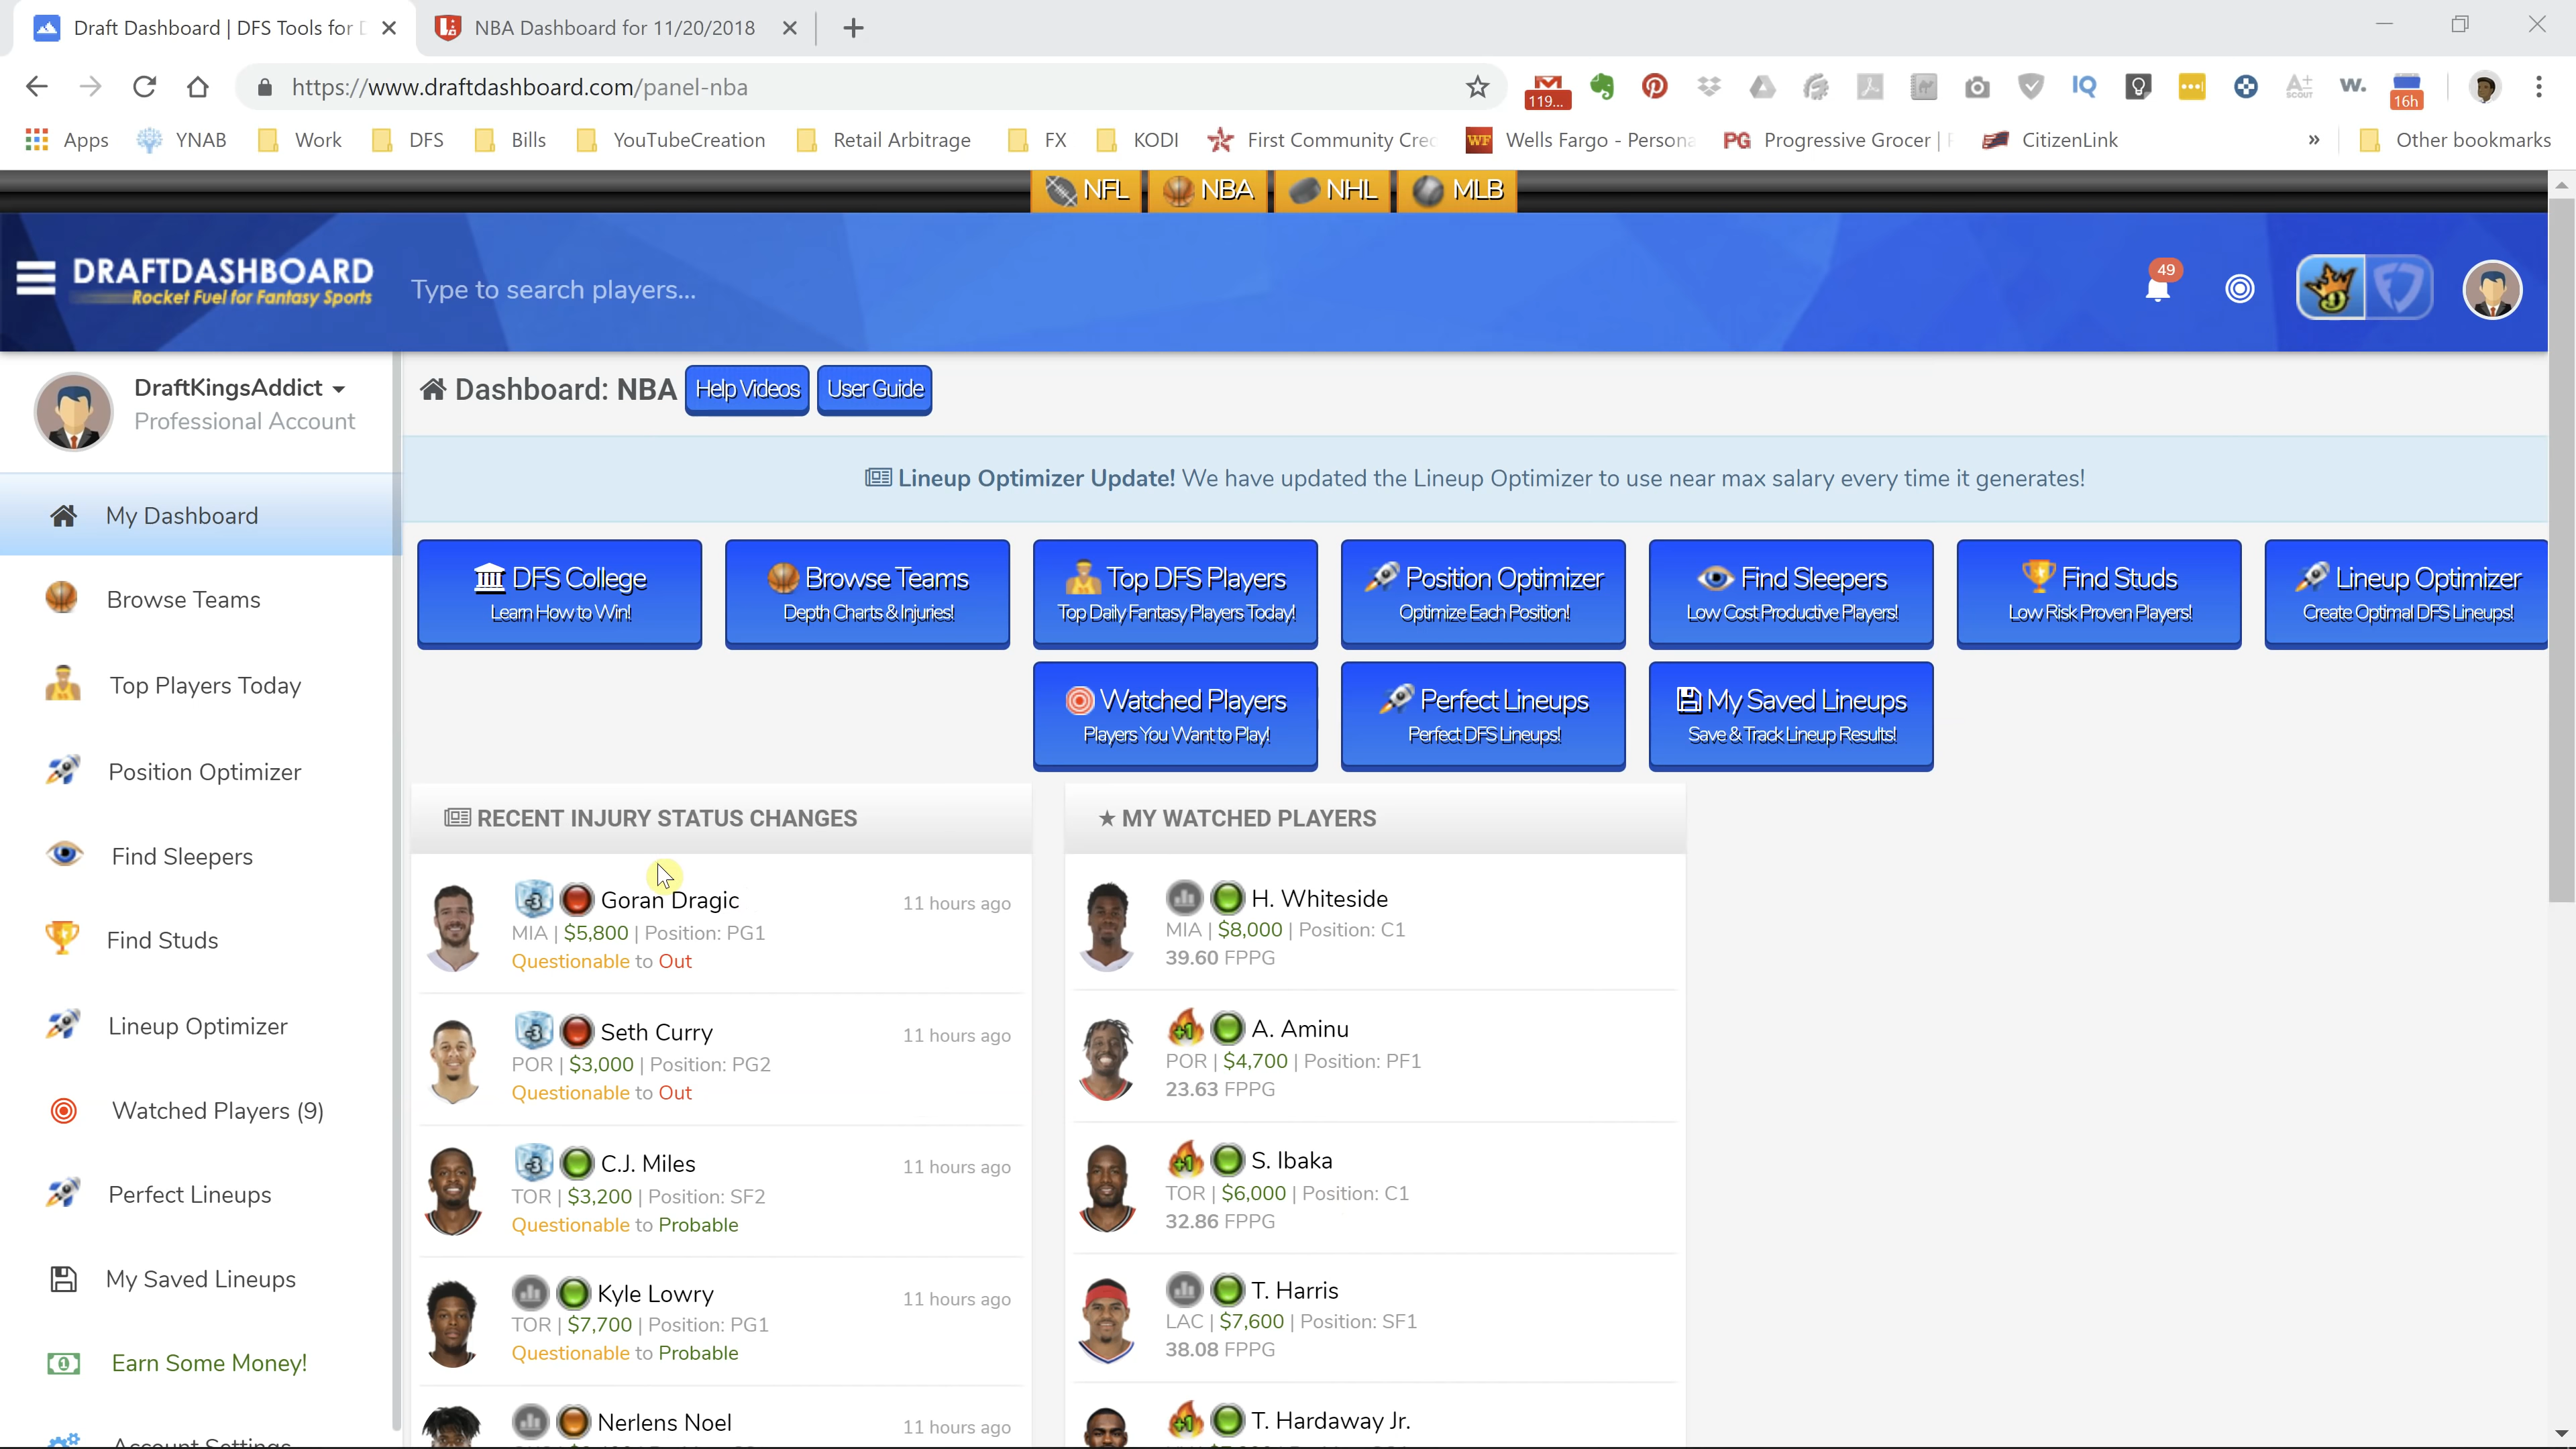 Draft Dashboard | DFS Tools for D
NBA Dashboard for 11/20/2018
https://www.draftdashboard.com/panel-nba
119...
IQ
A+
SCOUT
w.
16h
Apps
YNAB
Work
DFS
Bills
YouTubeCreation
Retail Arbitrage
FX
KODI
First Community Cre
WF
Wells Fargo - Persona
PG
Progressive Grocer |
CitizenLink
»
Other bookmarks
NFL
NBA
NHL
MLB
DRAFTDASHBOARD
Rocket Fuel for Fantasy Sports
Type to search players...
49
DraftKingsAddict
Professional Account
My Dashboard
Browse Teams
Top Players Today
Position Optimizer
Find Sleepers
Find Studs
Lineup Optimizer
Watched Players (9)
Perfect Lineups
My Saved Lineups
Earn Some Money!
Account Settings
Dashboard: NBA
Help Videos
User Guide
Lineup Optimizer Update! We have updated the Lineup Optimizer to use near max salary every time it generates!
DFS College
Learn How to Win!
Browse Teams
Depth Charts & Injuries!
Top DFS Players
Top Daily Fantasy Players Today!
Position Optimizer
Optimize Each Position!
Find Sleepers
Low Cost Productive Players!
Find Studs
Low Risk Proven Players!
Lineup Optimizer
Create Optimal DFS Lineups!
Watched Players
Players You Want to Play!
Perfect Lineups
Perfect DFS Lineups!
My Saved Lineups
Save & Track Lineup Results!
RECENT INJURY STATUS CHANGES
-3 Goran Dragic
11 hours ago
MIA | $5,800 | Position: PG1
Questionable to Out
-3 Seth Curry
11 hours ago
POR | $3,000 | Position: PG2
Questionable to Out
-3 C.J. Miles
11 hours ago
TOR | $3,200 | Position: SF2
Questionable to Probable
Kyle Lowry
11 hours ago
TOR | $7,700 | Position: PG1
Questionable to Probable
Nerlens Noel
11 hours ago
★ MY WATCHED PLAYERS
H. Whiteside
MIA | $8,000 | Position: C1
39.60 FPPG
+1 A. Aminu
POR | $4,700 | Position: PF1
23.63 FPPG
+1 S. Ibaka
TOR | $6,000 | Position: C1
32.86 FPPG
T. Harris
LAC | $7,600 | Position: SF1
38.08 FPPG
+1 T. Hardaway Jr.